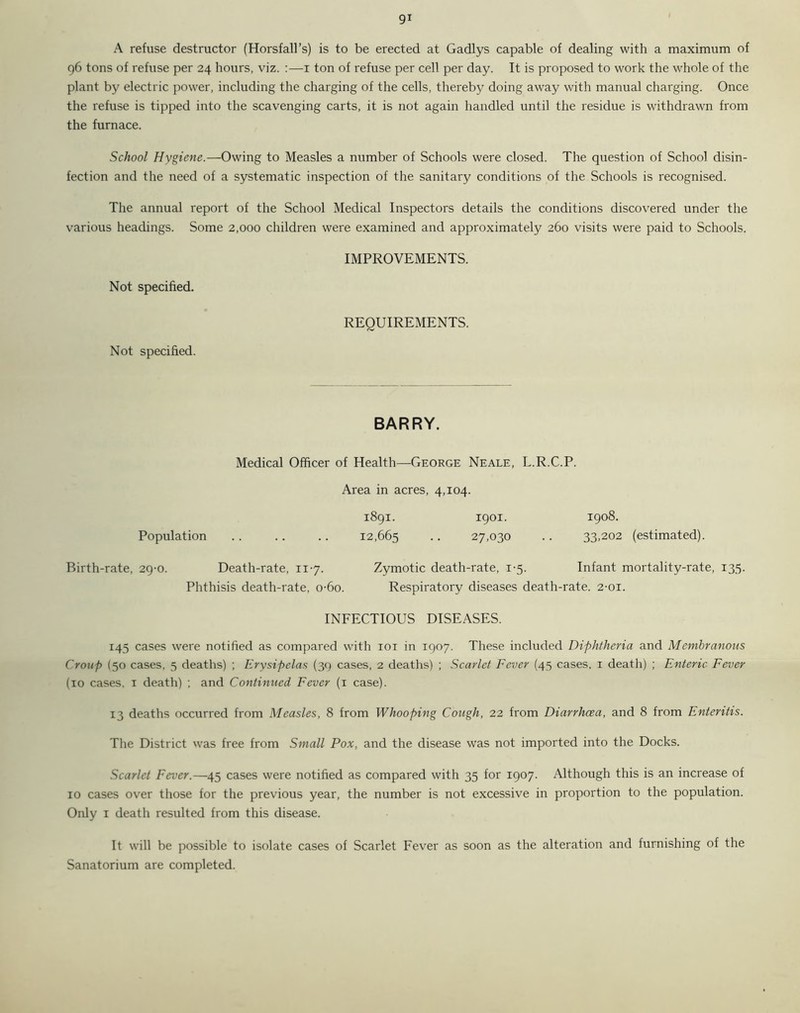 91
A refuse destructor (Horsfall's) is to be erected at Gadlys capable of dealing with a maximum of
96 tons of refuse per 24 hours, viz. :—1 ton of refuse per cell per day. It is proposed to work the whole of the
plant by electric power, including the charging of the cells, thereby doing away with manual charging. Once
the refuse is tipped into the scavenging carts, it is not again handled until the residue is withdrawn from
the furnace.
School Hygiene.—Owing to Measles a number of Schools were closed. The question of School disin-
fection and the need of a systematic inspection of the sanitary conditions of the Schools is recognised.
The annual report of the School Medical Inspectors details the conditions discovered under the
various headings. Some 2,000 children were examined and approximately 260 visits were paid to Schools.
IMPROVEMENTS.
Not specified.
REQUIREMENTS.
Not specified.
BARRY.
Medical Officer of Health—George Neale, L.R.C.P.
Area in acres, 4,104.
1891. 1901. 1908.
Population .. .. .. 12,665 .. 27,030 .. 33,202 (estimated).
Birth-rate, 29·0. Death-rate, 11·7. Zymotic death-rate, 1·5. Infant mortality-rate, 135.
Phthisis death-rate, 0·60. Respiratory diseases death-rate. 2·01.
INFECTIOUS DISEASES.
145 cases were notified as compared with 101 in 1907. These included Diphtheria and Membranous
Croup (50 cases, 5 deaths) ; Erysipelas (39 cases, 2 deaths) ; Scarlet Fever (45 cases, 1 death) ; Enteric Fever
(10 cases, 1 death) ; and Continued Fever (1 case).
13 deaths occurred from Measles, 8 from Whooping Cough, 22 from Diarrhœa, and 8 from Enteritis.
The District was free from Small Pox, and the disease was not imported into the Docks.
Scarlet Fever.—45 cases were notified as compared with 35 for 1907. Although this is an increase of
10 cases over those for the previous year, the number is not excessive in proportion to the population.
Only 1 death resulted from this disease.
It will be possible to isolate cases of Scarlet Fever as soon as the alteration and furnishing of the
Sanatorium are completed.